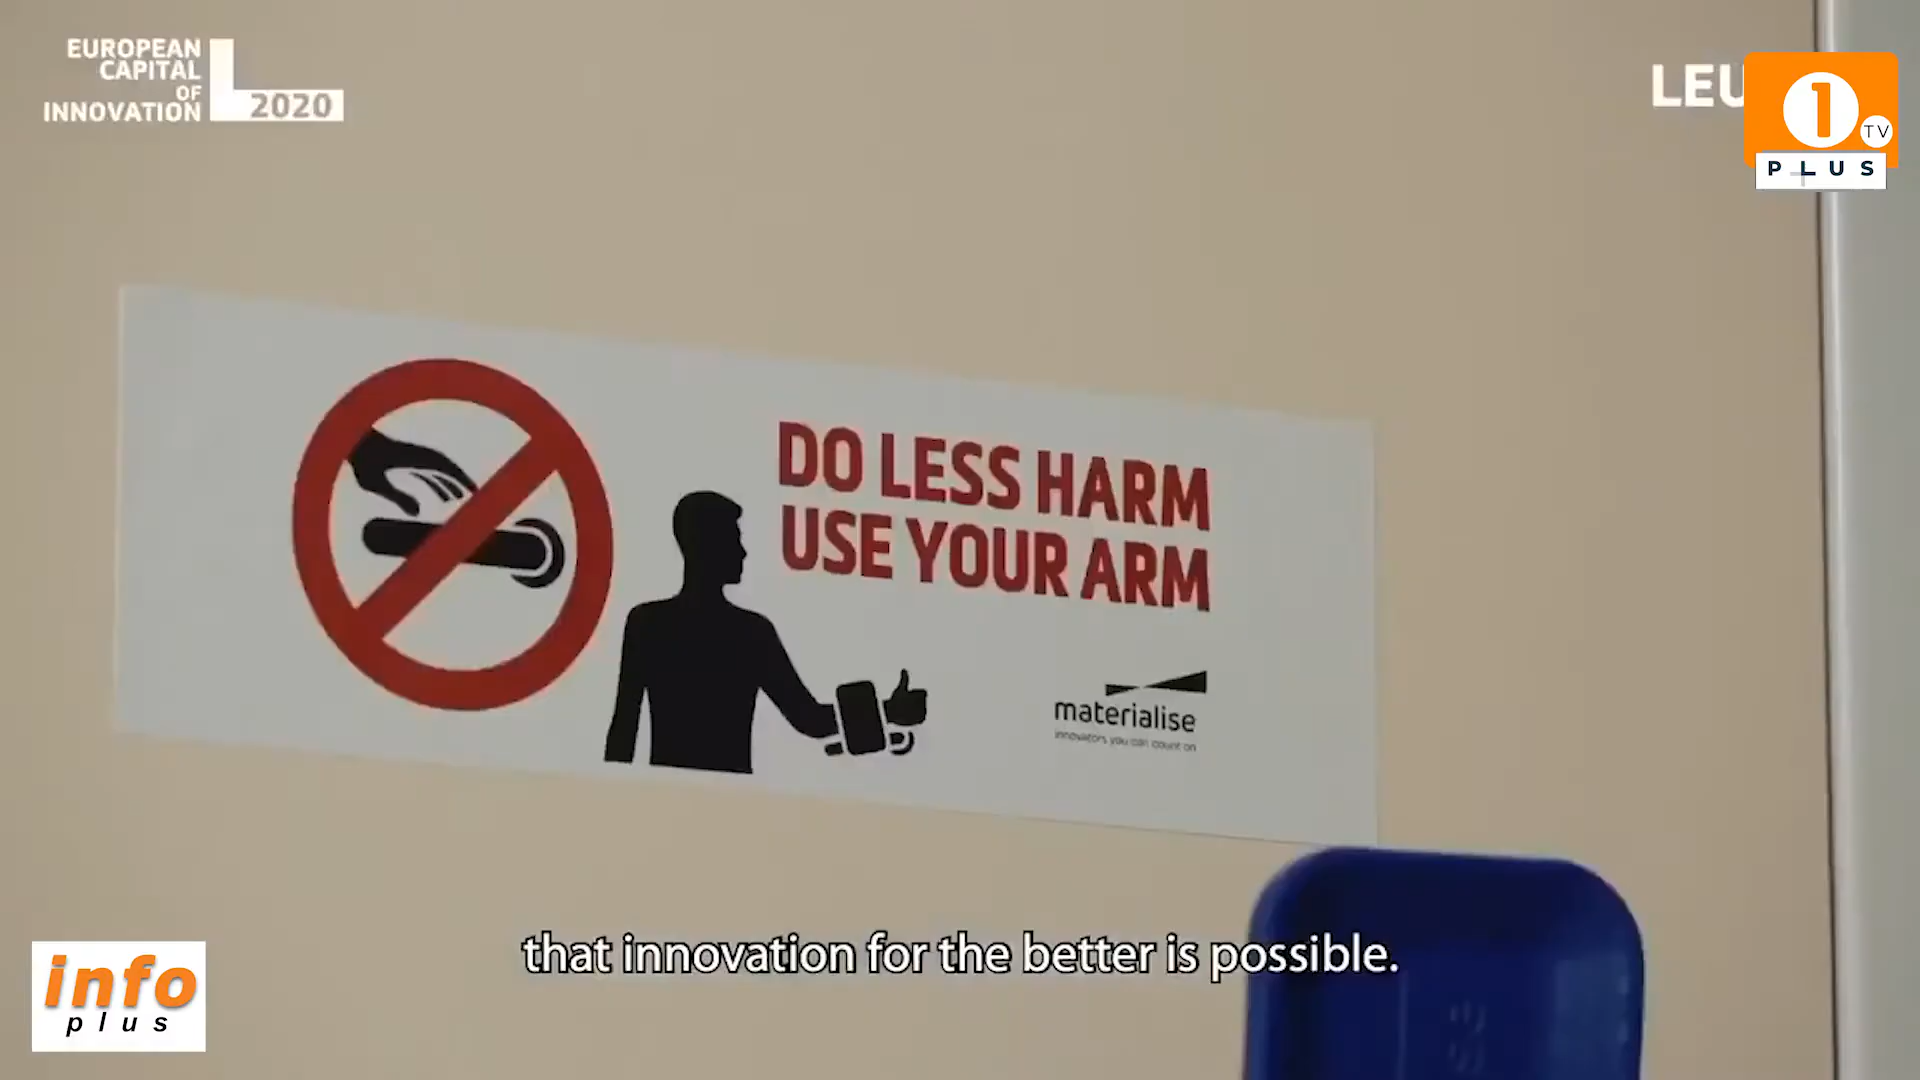 EUROPEAN
CAPITAL
OF
INNOVATION
2020
LEU
1
TV
PLUS
DO LESS HARM
USE YOUR ARM
materialise
innovators you can count on
that innovation for the better is possible.
info
plus